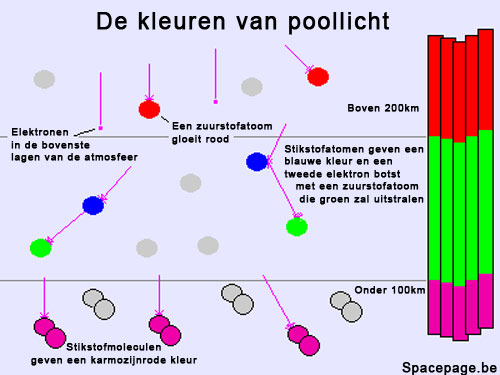 De kleuren van poollicht
Boven 200km
Elektronen
in de bovenste
lagen van de atmosfeer
Een zuurstofatoom
gloeit rood
Stikstofatomen geven een
blauwe kleur en een
tweede elektron botst
met een zuurstofatoom
die groen zal uitstralen
Onder 100km
Stikstofmoleculen
geven een karmozijnrode kleur
Spacepage.be